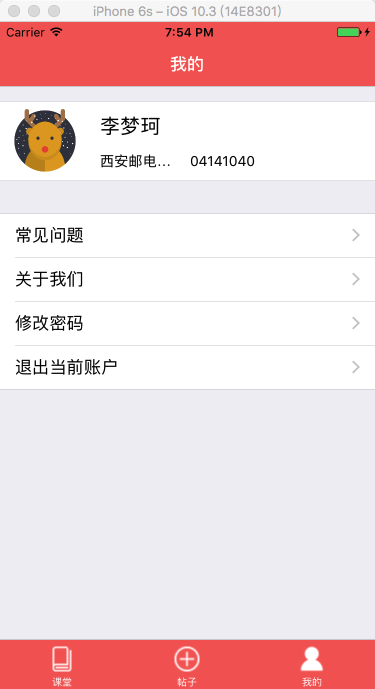 iPhone 6s – iOS 10.3 (14E8301)
Carrier 7:54 PM
我的
李梦珂
西安邮电… 04141040
常见问题
关于我们
修改密码
退出当前账户
课堂 帖子 我的